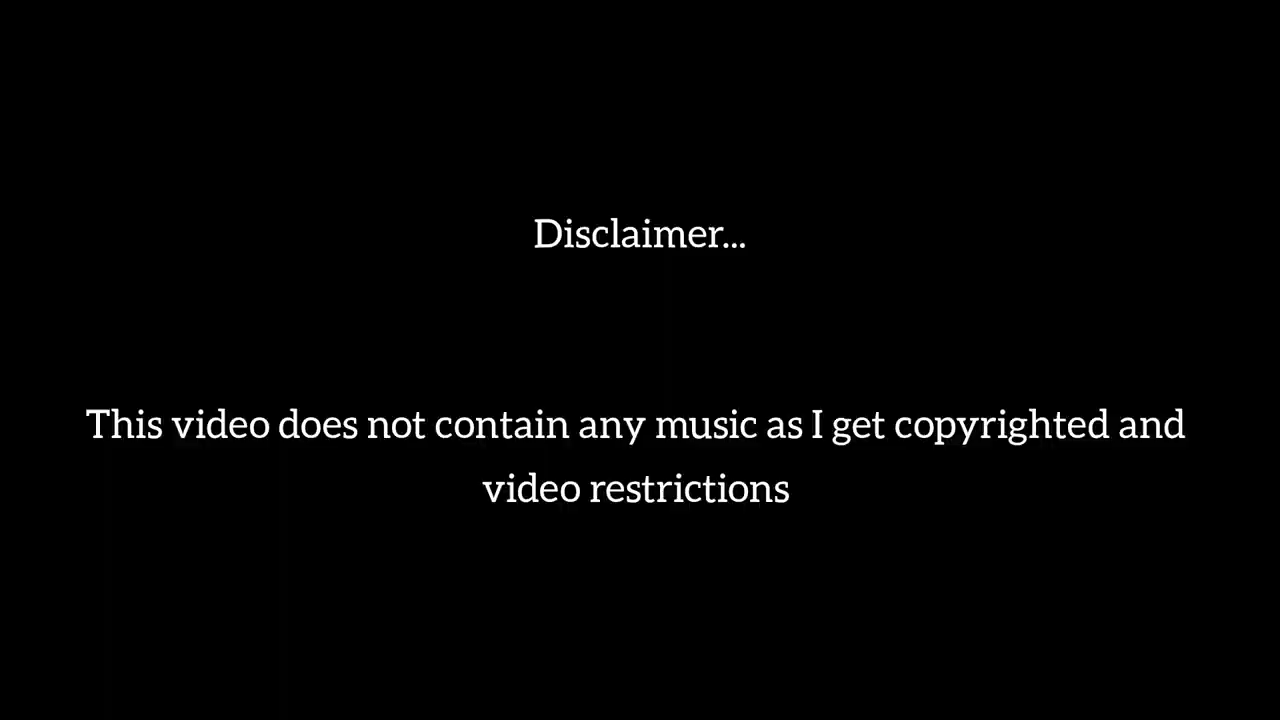 Disclaimer...
This video does not contain any music as I get copyrighted and
video restrictions